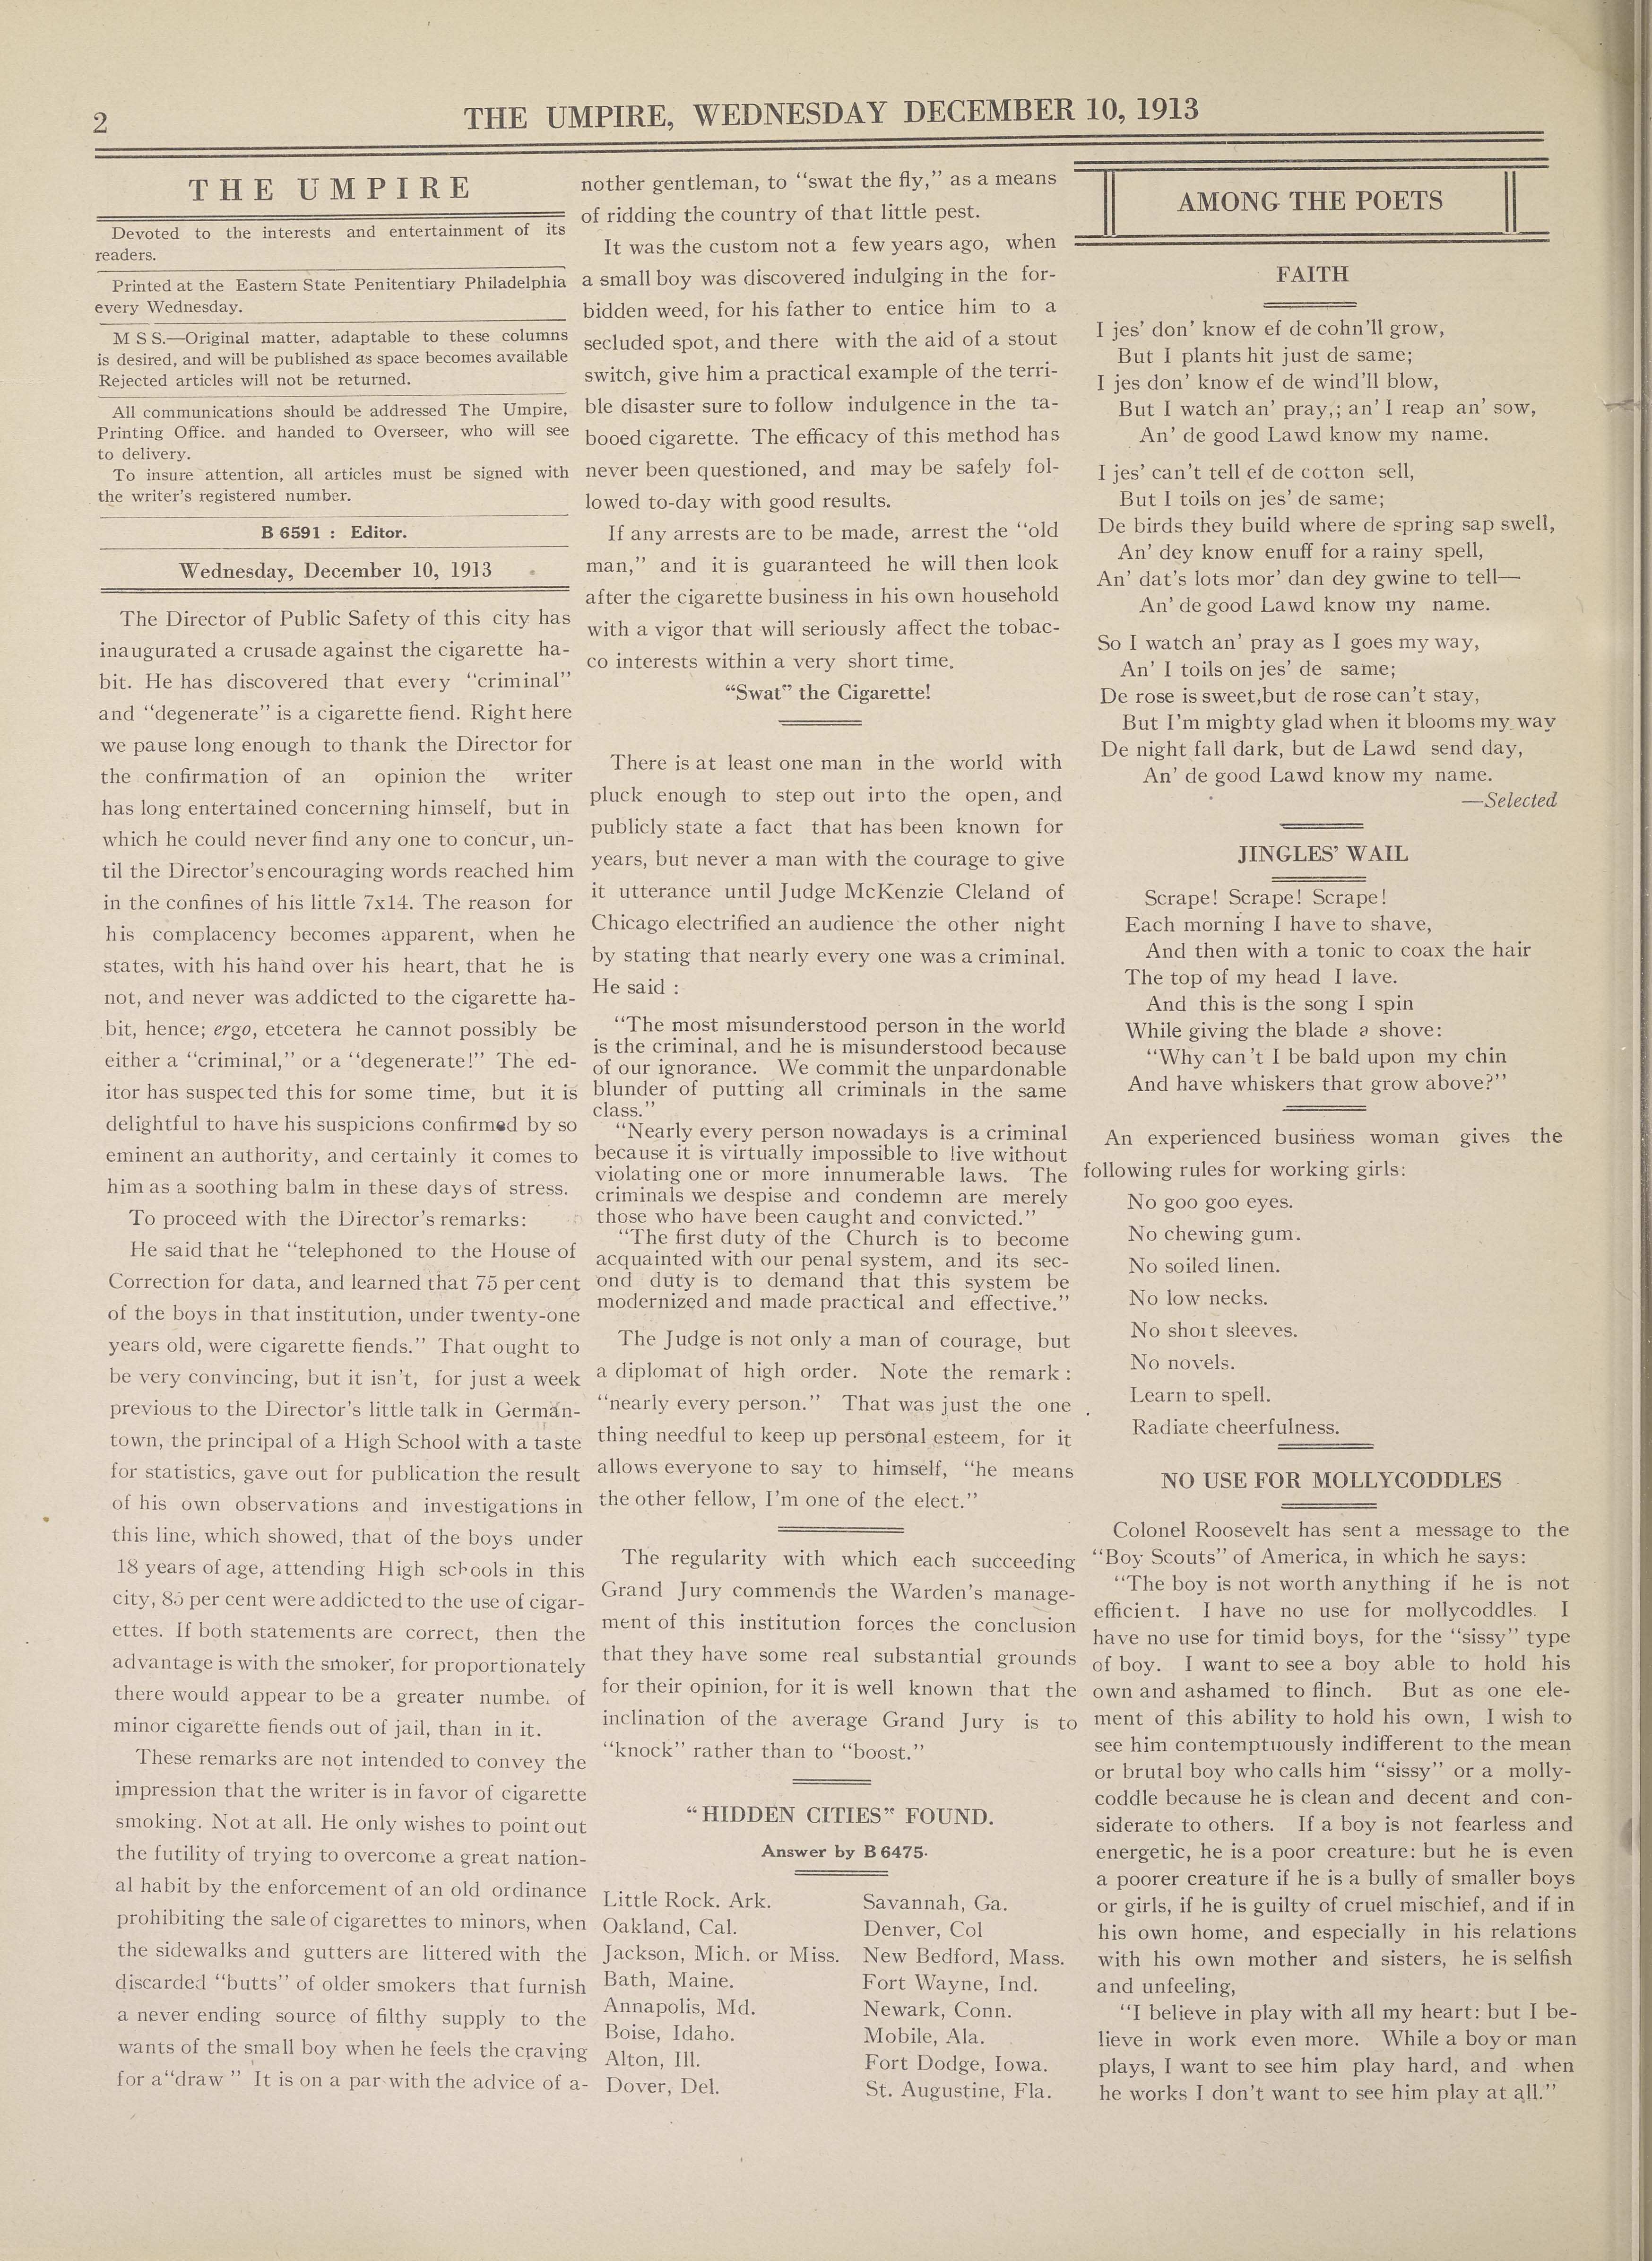 2
THE UMPIRE, WEDNESDAY DECEMBER 10, 1913
THE UMPIRE
Devoted to the interests and entertainment of its
readers.
Printed at the Eastern State Penitentiary Philadelphia
every Wednesday.
M S S.—Original matter, adaptable to these columns
is desired, and will be published as space becomes available
Rejected articles will not be returned.
All communications should be addressed The Umpire,
Printing Office. and handed to Overseer, who will see
to delivery.
To insure attention, all articles must be signed with
the writer's registered number.
B 6591 : Editor.
Wednesday, December 10, 1913
The Director of Public Safety of this city has
inaugurated a crusade against the cigarette ha-
bit. He has discovered that every "criminal"
and "degenerate" is a cigarette fiend. Right here
we pause long enough to thank the Director for
the confirmation of an opinion the writer
has long entertained concerning himself, but in
which he could never find any one to concur, un-
til the Director's encouraging words reached him
in the confines of his little 7x14. The reason for
his complacency becomes apparent, when he
states, with his hand over his heart, that he is
not, and never was addicted to the cigarette ha-
bit, hence; ergo, etcetera he cannot possibly be
either a "criminal," or a "degenerate!" The ed-
itor has suspected this for some time, but it is
delightful to have his suspicions confirmed by so
eminent an authority, and certainly it comes to
him as a soothing balm in these days of stress.
To proceed with the Director's remarks:
He said that he "telephoned to the House of
Correction for data, and learned that 75 per cent
of the boys in that institution, under twenty-one
years old, were cigarette fiends." That ought to
be very convincing, but it isn't, for just a week
previous to the Director's little talk in German-
town, the principal of a High School with a taste
for statistics, gave out for publication the result
of his own observations and investigations in
this line, which showed, that of the boys under
18 years of age, attending High schools in this
city, 85 per cent were addicted to the use of cigar-
ettes. If both statements are correct, then the
advantage is with the smoker, for proportionately
there would appear to be a greater number of
minor cigarette fiends out of jail, than in it.
These remarks are not intended to convey the
impression that the writer is in favor of cigarette
smoking. Not at all. He only wishes to point out
the futility of trying to overcome a great nation-
al habit by the enforcement of an old ordinance
prohibiting the sale of cigarettes to minors, when
the sidewalks and gutters are littered with the
discarded "butts" of older smokers that furnish
a never ending source of filthy supply to the
wants of the small boy when he feels the craving
for a "draw " It is on a par with the advice of a-
nother gentleman, to "swat the fly," as a means
of ridding the country of that little pest.
It was the custom not a few years ago, when
a small boy was discovered indulging in the for-
bidden weed, for his father to entice him to a
secluded spot, and there with the aid of a stout
switch, give him a practical example of the terri-
ble disaster sure to follow indulgence in the ta-
booed cigarette. The efficacy of this method has
never been questioned, and may be safely fol-
lowed to-day with good results.
If any arrests are to be made, arrest the "old
man," and it is guaranteed he will then look
after the cigarette business in his own household
with a vigor that will seriously affect the tobac-
co interests within a very short time.
"Swat" the Cigarette!
There is at least one man in the world with
pluck enough to step out into the open, and
publicly state a fact that has been known for
years, but never a man with the courage to give
it utterance until Judge McKenzie Cleland of
Chicago electrified an audience the other night
by stating that nearly every one was a criminal.
He said :
"The most misunderstood person in the world
is the criminal, and he is misunderstood because
of our ignorance. We commit the unpardonable
blunder of putting all criminals in the same
class."
"Nearly every person nowadays is a criminal
because it is virtually impossible to live without
violating one or more innumerable laws. The
criminals we despise and condemn are merely
those who have been caught and convicted."
"The first duty of the Church is to become
acquainted with our penal system, and its sec-
ond duty is to demand that this system be
modernized and made practical and effective."
The Judge is not only a man of courage, but
a diplomat of high order. Note the remark :
"nearly every person." That was just the one
thing needful to keep up personal esteem, for it
allows everyone to say to himself, "he means
the other fellow, I'm one of the elect."
The regularity with which each succeeding
Grand Jury commends the Warden's manage-
ment of this institution forces the conclusion
that they have some real substantial grounds
for their opinion, for it is well known that the
inclination of the average Grand Jury is to
"knock" rather than to "boost."
"HIDDEN CITIES" FOUND.
Answer by B 6475.
Little Rock. Ark.
Oakland, Cal.
Jackson, Mich. or Miss.
Bath, Maine.
Annapolis, Md.
Boise, Idaho.
Alton, Ill.
Dover, Del.
Savannah, Ga.
Denver, Col
New Bedford, Mass.
Fort Wayne, Ind.
Newark, Conn.
Mobile, Ala.
Fort Dodge, Iowa.
St. Augustine, Fla.
AMONG THE POETS
FAITH
I jes' don' know ef de cohn'll grow,
But I plants hit just de same;
I jes don' know ef de wind'll blow,
But I watch an' pray,; an' I reap an' sow,
An' de good Lawd know my name.
I jes' can't tell ef de cotton sell,
But I toils on jes' de same;
De birds they build where de spring sap swell,
An' dey know enuff for a rainy spell,
An' dat's lots mor' dan dey gwine to tell—
An' de good Lawd know my name.
So I watch an' pray as I goes my way,
An' I toils on jes' de same;
De rose is sweet,but de rose can't stay,
But I'm mighty glad when it blooms my way
De night fall dark, but de Lawd send day,
An' de good Lawd know my name.
—Selected
JINGLES' WAIL
Scrape! Scrape! Scrape!
Each morning I have to shave,
And then with a tonic to coax the hair
The top of my head I lave.
And this is the song I spin
While giving the blade a shove:
"Why can't I be bald upon my chin
And have whiskers that grow above?"
An experienced business woman gives the
following rules for working girls:
No goo goo eyes.
No chewing gum.
No soiled linen.
No low necks.
No short sleeves.
No novels.
Learn to spell.
Radiate cheerfulness.
NO USE FOR MOLLYCODDLES
Colonel Roosevelt has sent a message to the
"Boy Scouts" of America, in which he says:
"The boy is not worth anything if he is not
efficient. I have no use for mollycoddles. I
have no use for timid boys, for the "sissy" type
of boy. I want to see a boy able to hold his
own and ashamed to flinch. But as one ele-
ment of this ability to hold his own, I wish to
see him contemptuously indifferent to the mean
or brutal boy who calls him "sissy" or a molly-
coddle because he is clean and decent and con-
siderate to others. If a boy is not fearless and
energetic, he is a poor creature: but he is even
a poorer creature if he is a bully of smaller boys
or girls, if he is guilty of cruel mischief, and if in
his own home, and especially in his relations
with his own mother and sisters, he is selfish
and unfeeling,
"I believe in play with all my heart: but I be-
lieve in work even more. While a boy or man
plays, I want to see him play hard, and when
he works I don't want to see him play at all."